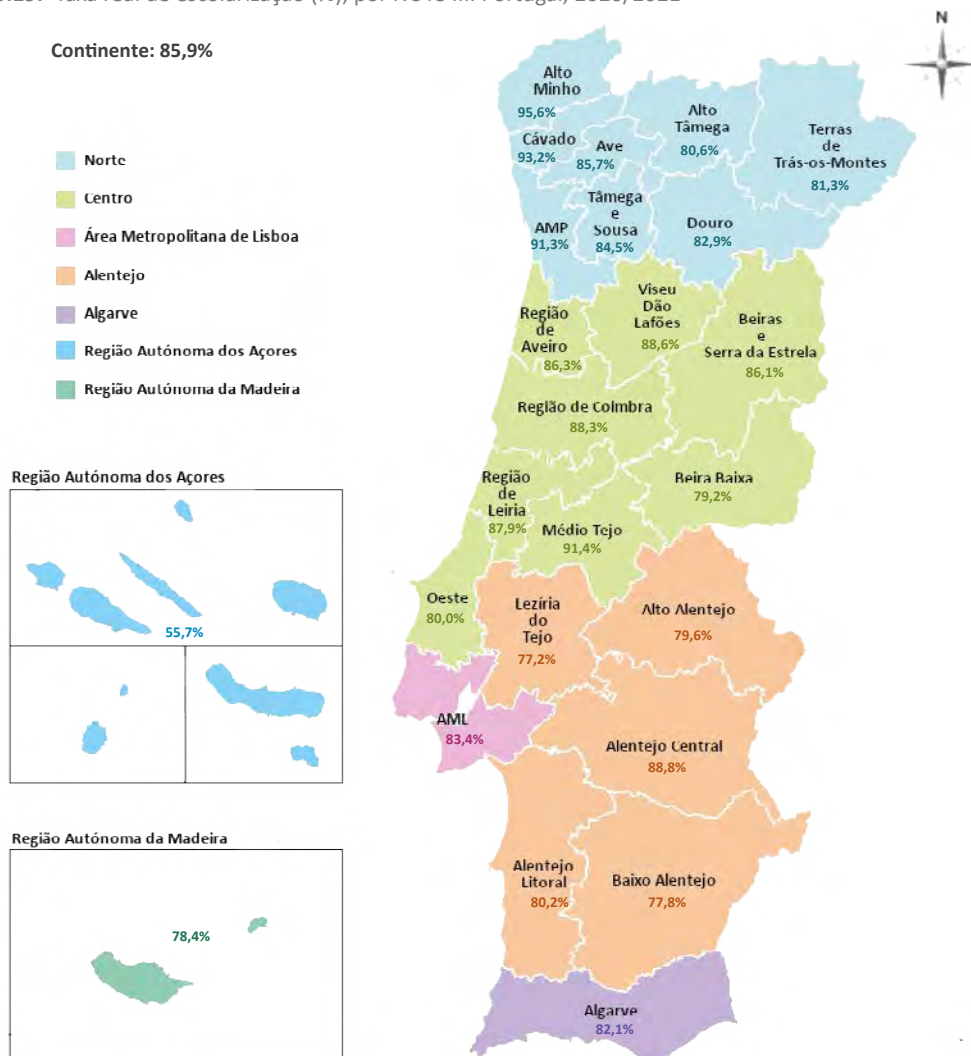 Continente: 85,9%
N
Norte
Centro
Área Metropolitana de Lisboa
Alentejo
Algarve
Região Autónoma dos Açores
Região Autónoma da Madeira
Alto
Minho
95,6%
Cávado
93,2%
Ave
85,7%
Alto
Tâmega
80,6%
Terras
de
Trás-os-Montes
81,3%
AMP
91,3%
Tâmega
e
Sousa
84,5%
Douro
82,9%
Região
de
Aveiro
86,3%
Viseu
Dão
Lafões
88,6%
Beiras
e
Serra da Estrela
86,1%
Região de Coimbra
88,3%
Região
de
Leiria
87,9%
Médio Tejo
91,4%
Beira Baixa
79,2%
Oeste
80,0%
Lezíria
do
Tejo
77,2%
Alto Alentejo
79,6%
AML
83,4%
Alentejo Central
88,8%
Alentejo
Litoral
80,2%
Baixo Alentejo
77,8%
Algarve
82,1%
Região Autónoma dos Açores
55,7%
Região Autónoma da Madeira
78,4%